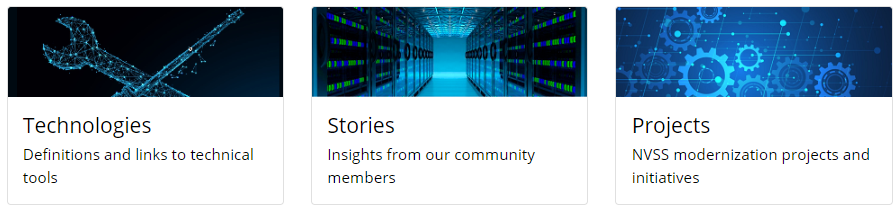 Technologies
Definitions and links to technical
tools
Stories
Insights from our community
members
Projects
NVSS modernization projects and
initiatives